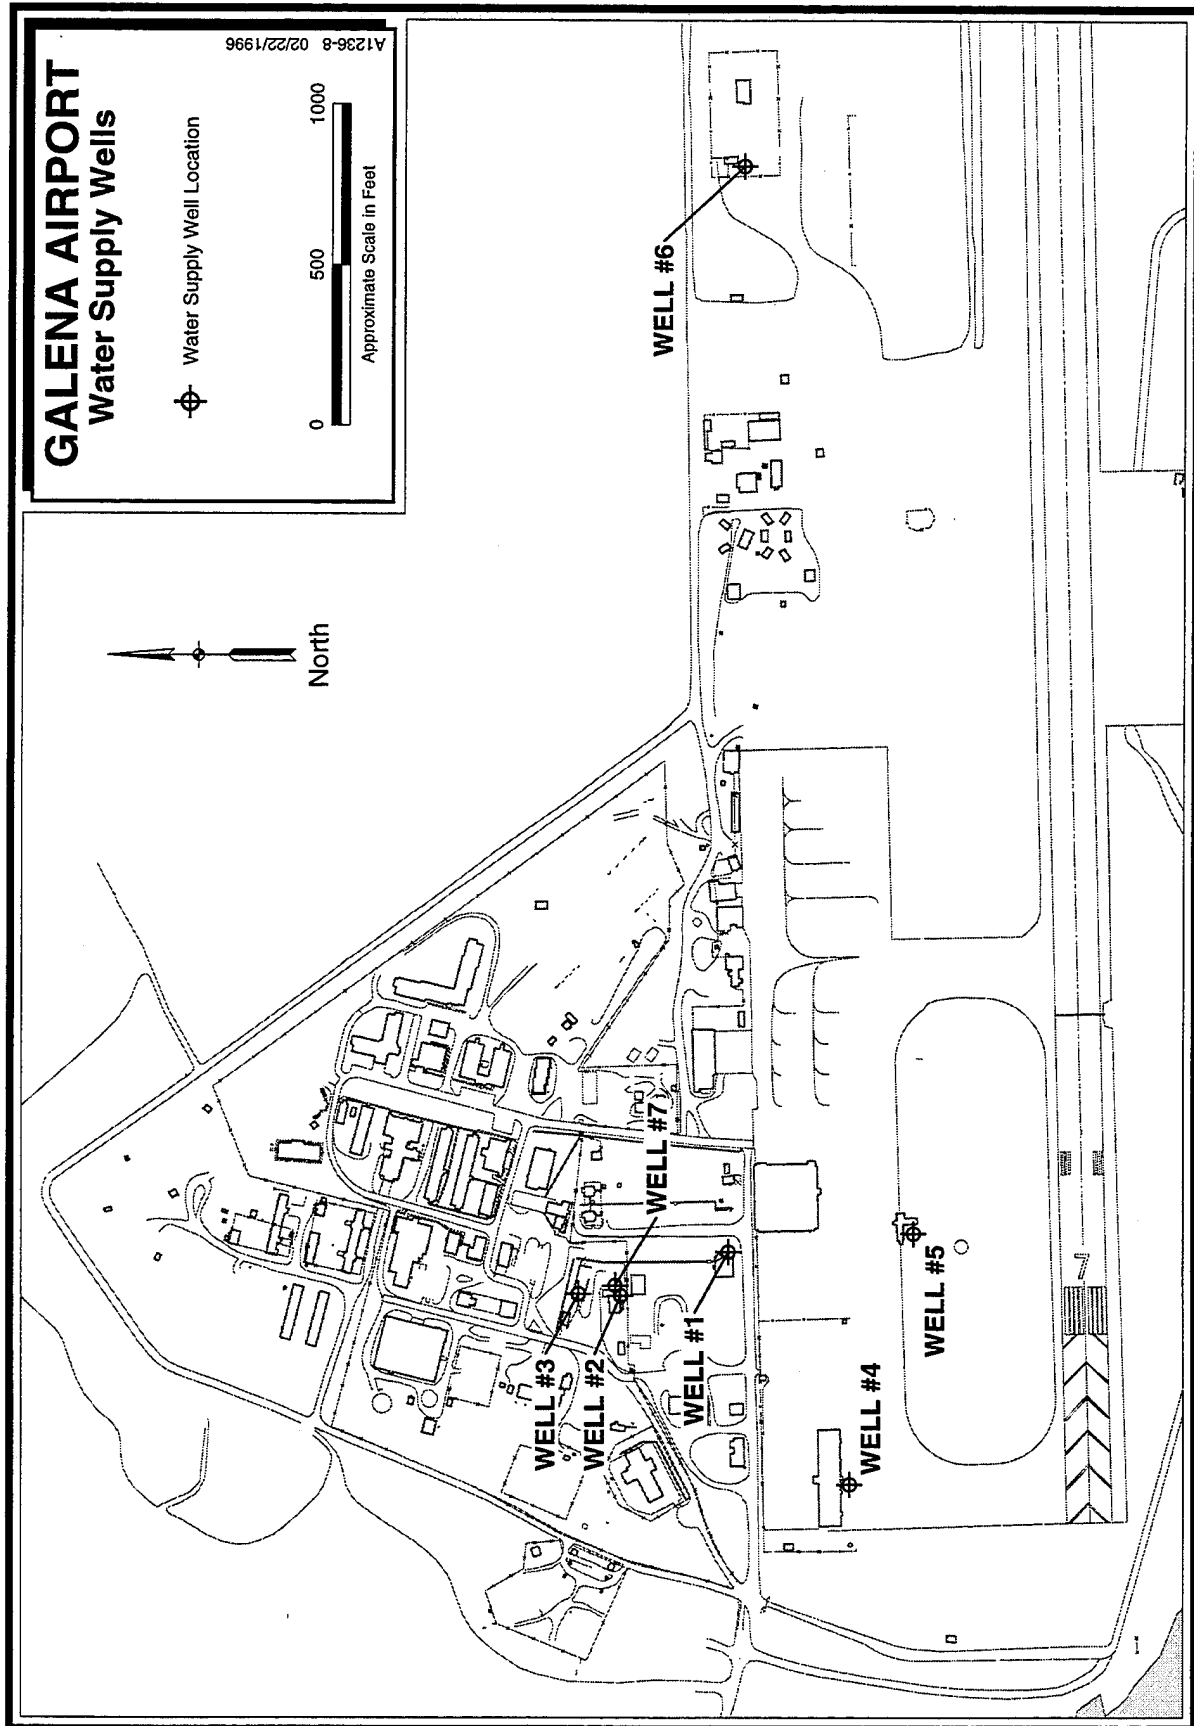 GALENA AIRPORT
Water Supply Wells
Water Supply Well Location
0 500 1000
Approximate Scale in Feet
A1236-8 02/22/1996
North
WELL #6
WELL #7
WELL #3
WELL #2
WELL #1
WELL #5
WELL #4
7